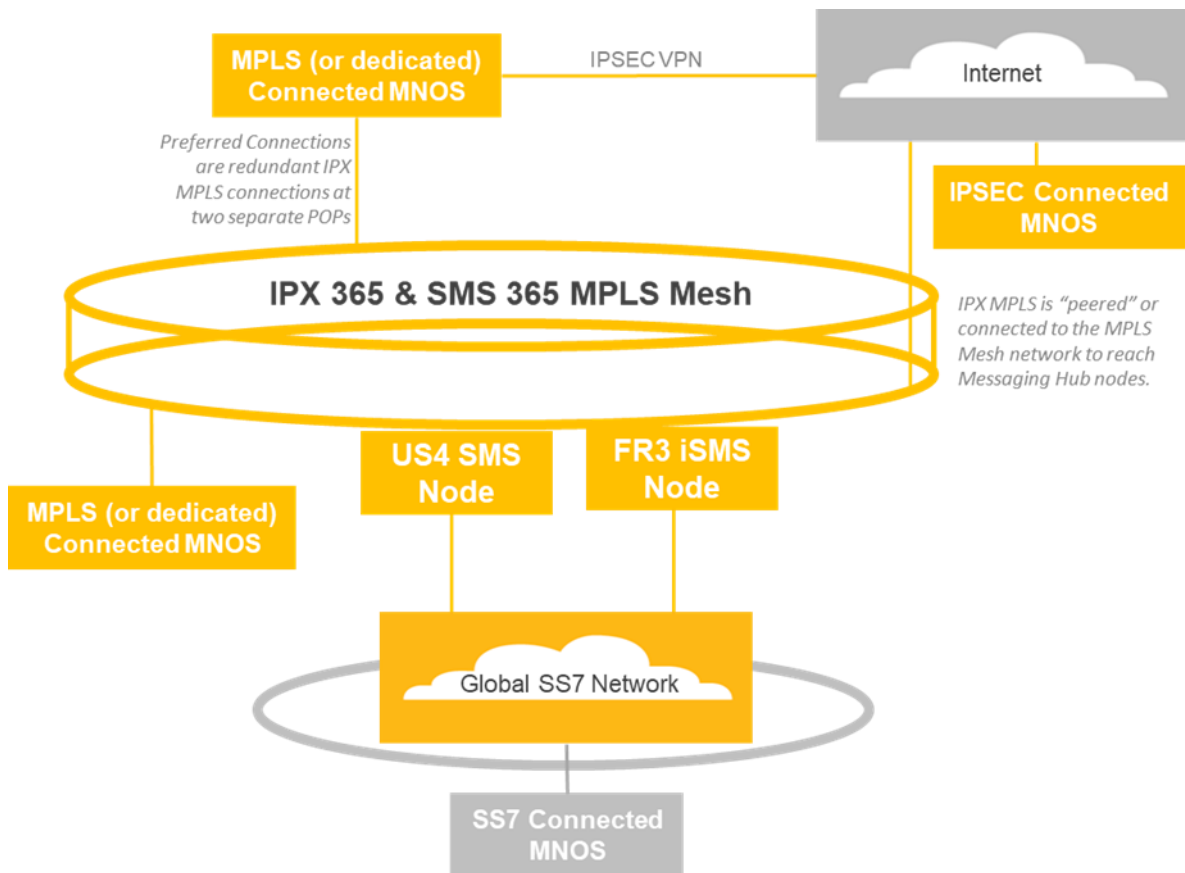 MPLS (or dedicated)
Connected MNOS
IPSEC VPN
Internet
Preferred Connections
are redundant IPX
MPLS connections at
two separate POPs
IPSEC Connected
MNOS
IPX 365 & SMS 365 MPLS Mesh
IPX MPLS is “peered” or
connected to the MPLS
Mesh network to reach
Messaging Hub nodes.
US4 SMS
Node
FR3 iSMS
Node
MPLS (or dedicated)
Connected MNOS
Global SS7 Network
SS7 Connected
MNOS